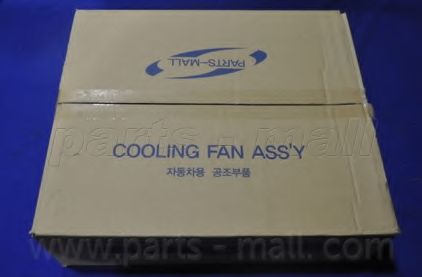 PARTS-MALL
parts - mall
COOLING FAN ASS'Y
자동차용 공조부품
www.parts-mall.com